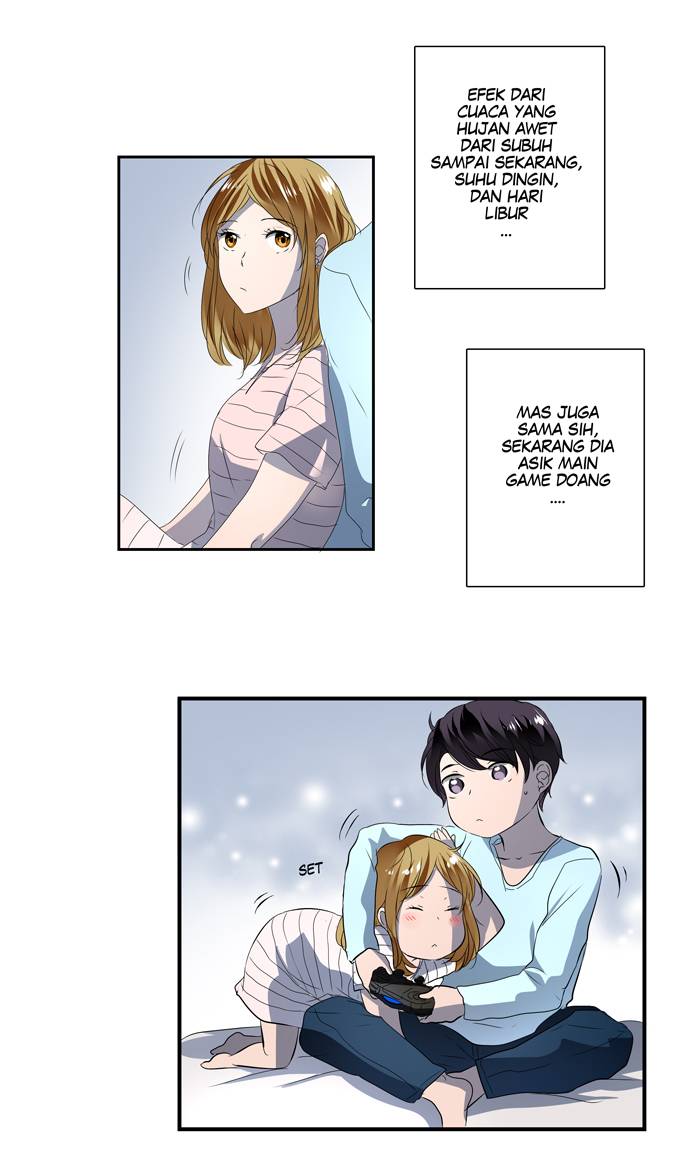 EFEK DARI
CUACA YANG
HUJAN AWET
DARI SUBUH
SAMPAI SEKARANG,
SUHU DINGIN,
DAN HARI
LIBUR
...
MAS JUGA
SAMA SIH,
SEKARANG DIA
ASIK MAIN
GAME DOANG
....
SET